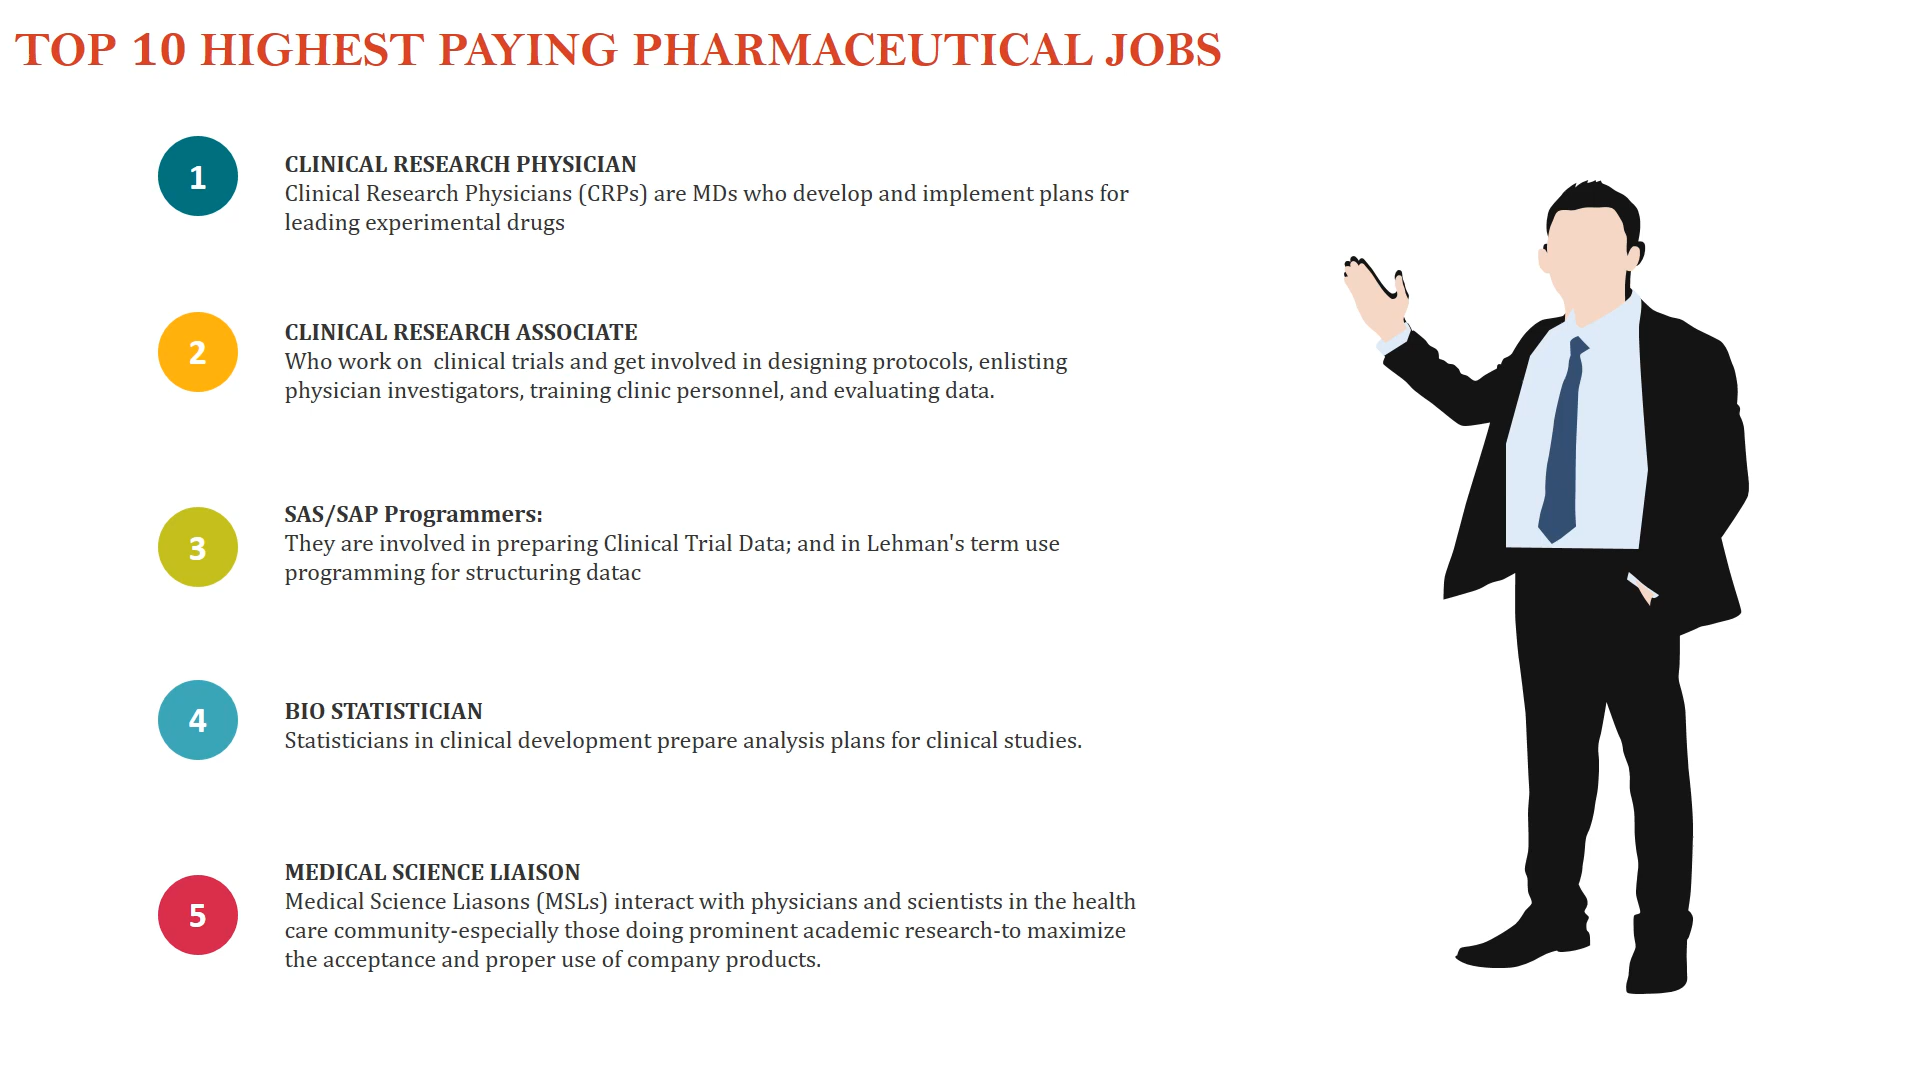 TOP 10 HIGHEST PAYING PHARMACEUTICAL JOBS
1
CLINICAL RESEARCH PHYSICIAN
Clinical Research Physicians (CRPs) are MDs who develop and implement plans for
leading experimental drugs
2
CLINICAL RESEARCH ASSOCIATE
Who work on  clinical trials and get involved in designing protocols, enlisting
physician investigators, training clinic personnel, and evaluating data.
3
SAS/SAP Programmers:
They are involved in preparing Clinical Trial Data; and in Lehman's term use
programming for structuring datac
4
BIO STATISTICIAN
Statisticians in clinical development prepare analysis plans for clinical studies.
5
MEDICAL SCIENCE LIAISON
Medical Science Liasons (MSLs) interact with physicians and scientists in the health
care community-especially those doing prominent academic research-to maximize
the acceptance and proper use of company products.